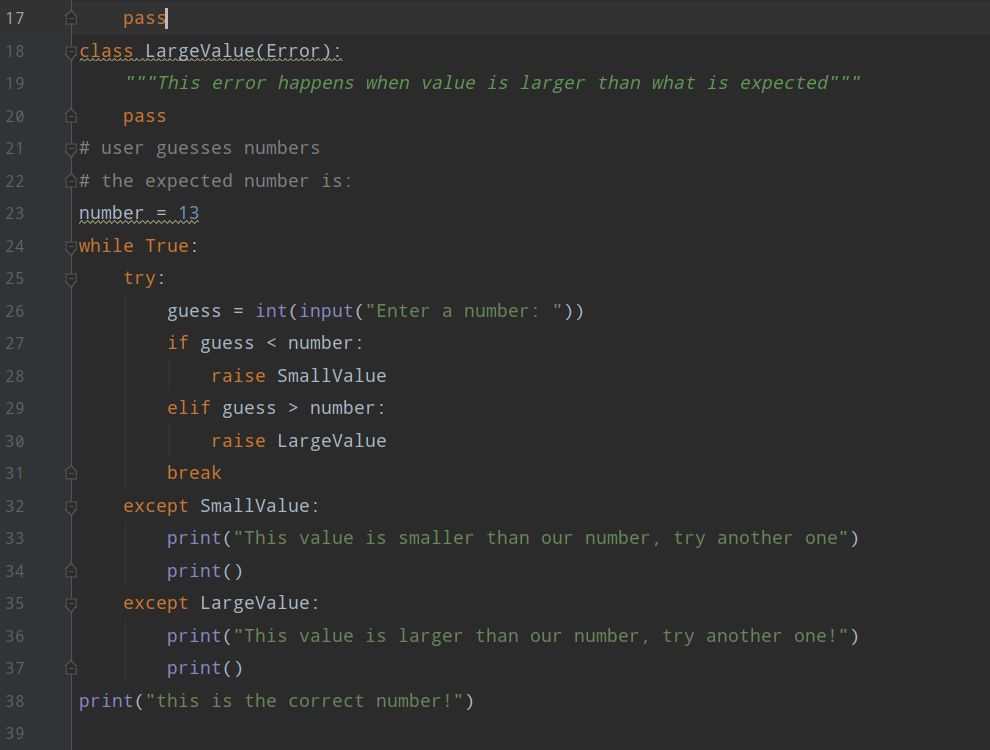 17     pass
18 class LargeValue(Error):
19     """This error happens when value is larger than what is expected"""
20     pass
21 # user guesses numbers
22 # the expected number is:
23 number = 13
24 while True:
25     try:
26         guess = int(input("Enter a number: "))
27         if guess < number:
28             raise SmallValue
29         elif guess > number:
30             raise LargeValue
31         break
32     except SmallValue:
33         print("This value is smaller than our number, try another one")
34         print()
35     except LargeValue:
36         print("This value is larger than our number, try another one!")
37         print()
38 print("this is the correct number!")
39